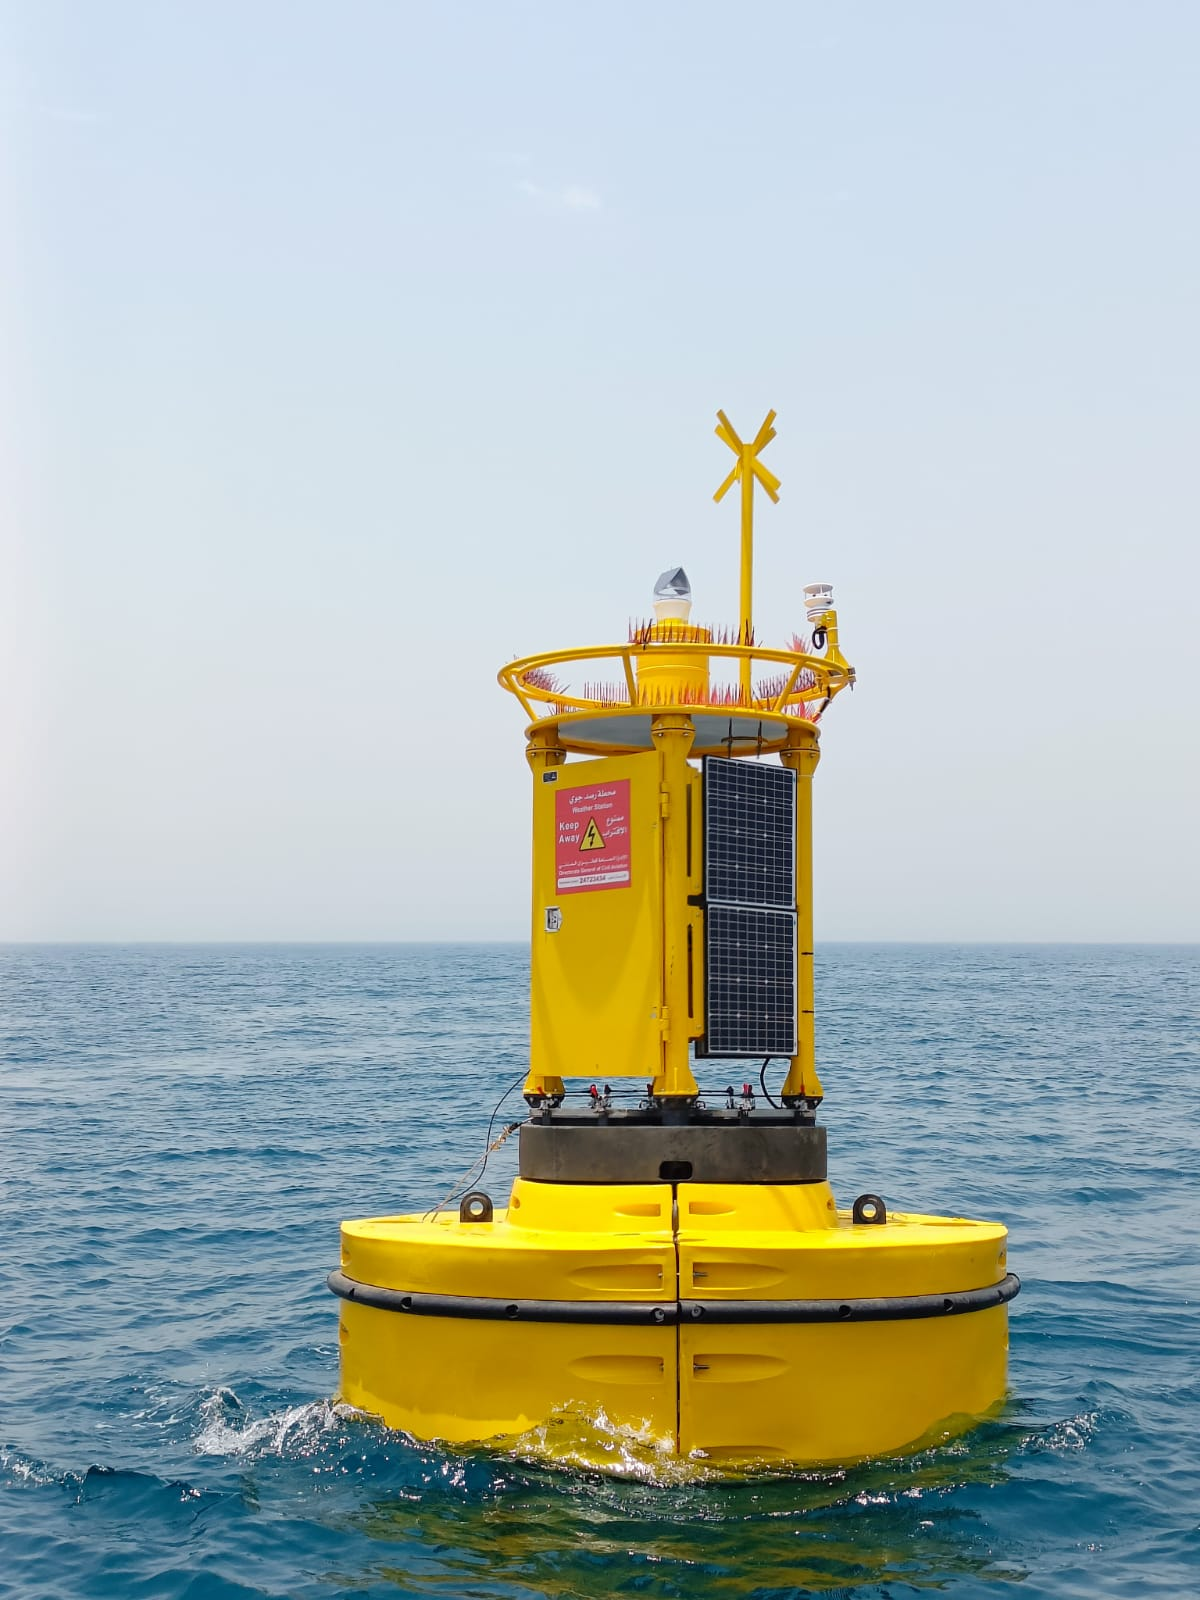 محطة رصد جوي
Weather Station
Keep
Away
ممنوع
الاقتراب
Directorate General of Civil Aviation
24723434